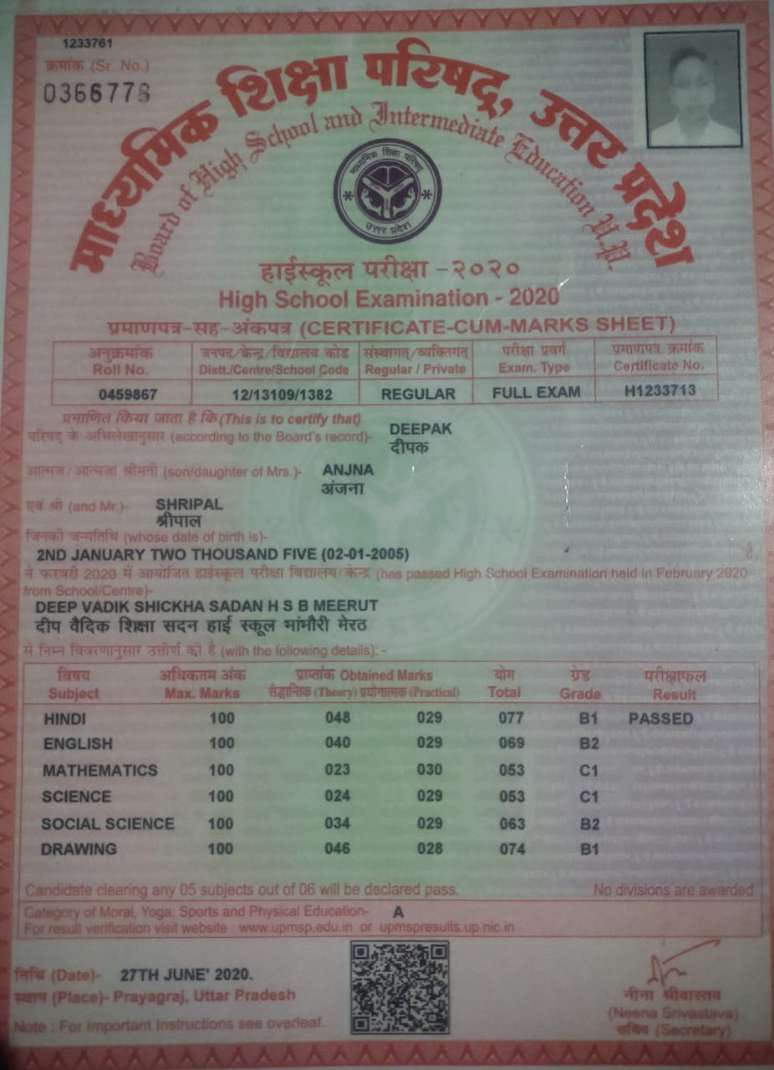 1233761
क्रमांक (Sr. No.)
0366778
माध्यमिक शिक्षा परिषद्, उत्तर प्रदेश
Board of High School and Intermediate Education U.P.
माध्यमिक शिक्षा परिषद
उत्तर प्रदेश
हाईस्कूल परीक्षा -२०२०
High School Examination - 2020
प्रमाणपत्र-सह-अंकपत्र (CERTIFICATE-CUM-MARKS SHEET)
अनुक्रमांक जनपद/केन्द्र/विद्यालय कोड संस्थागत/व्यक्तिगत परीक्षा प्रवर्ग प्रमाणपत्र क्रमांक
Roll No. Distt./Centre/School Code Regular / Private Exam. Type Certificate No.
0459867 12/13109/1382 REGULAR FULL EXAM H1233713
प्रमाणित किया जाता है कि (This is to certify that)
परिषद के अभिलेखानुसार (according to the Board's record)- DEEPAK
दीपक
आत्मज/आत्मजा श्रीमती (son/daughter of Mrs.)- ANJNA
अंजना
एवं श्री (and Mr.)- SHRIPAL
श्रीपाल
जिनकी जन्मतिथि (whose date of birth is)-
2ND JANUARY TWO THOUSAND FIVE (02-01-2005) है,
ने फरवरी 2020 में आयोजित हाईस्कूल परीक्षा विद्यालय/केन्द्र (has passed High School Examination held in February 2020
from School/Centre)-
DEEP VADIK SHICKHA SADAN H S B MEERUT
दीप वैदिक शिक्षा सदन हाई स्कूल भांभौरी मेरठ
से निम्न विवरणानुसार उत्तीर्ण की है (with the following details): -
विषय अधिकतम अंक प्राप्तांक Obtained Marks योग ग्रेड परीक्षाफल
Subject Max. Marks सैद्धान्तिक (Theory) प्रयोगात्मक (Practical) Total Grade Result
HINDI 100 048 029 077 B1 PASSED
ENGLISH 100 040 029 069 B2
MATHEMATICS 100 023 030 053 C1
SCIENCE 100 024 029 053 C1
SOCIAL SCIENCE 100 034 029 063 B2
DRAWING 100 046 028 074 B1
Candidate clearing any 05 subjects out of 06 will be declared pass. No divisions are awarded
Category of Moral, Yoga, Sports and Physical Education- A
For result verification visit website : www.upmsp.edu.in or upmspresults.up.nic.in
तिथि (Date)- 27TH JUNE' 2020.
स्थान (Place)- Prayagraj, Uttar Pradesh
नीना श्रीवास्तव
(Neena Srivastava)
सचिव (Secretary)
Note : For Important Instructions see overleaf.